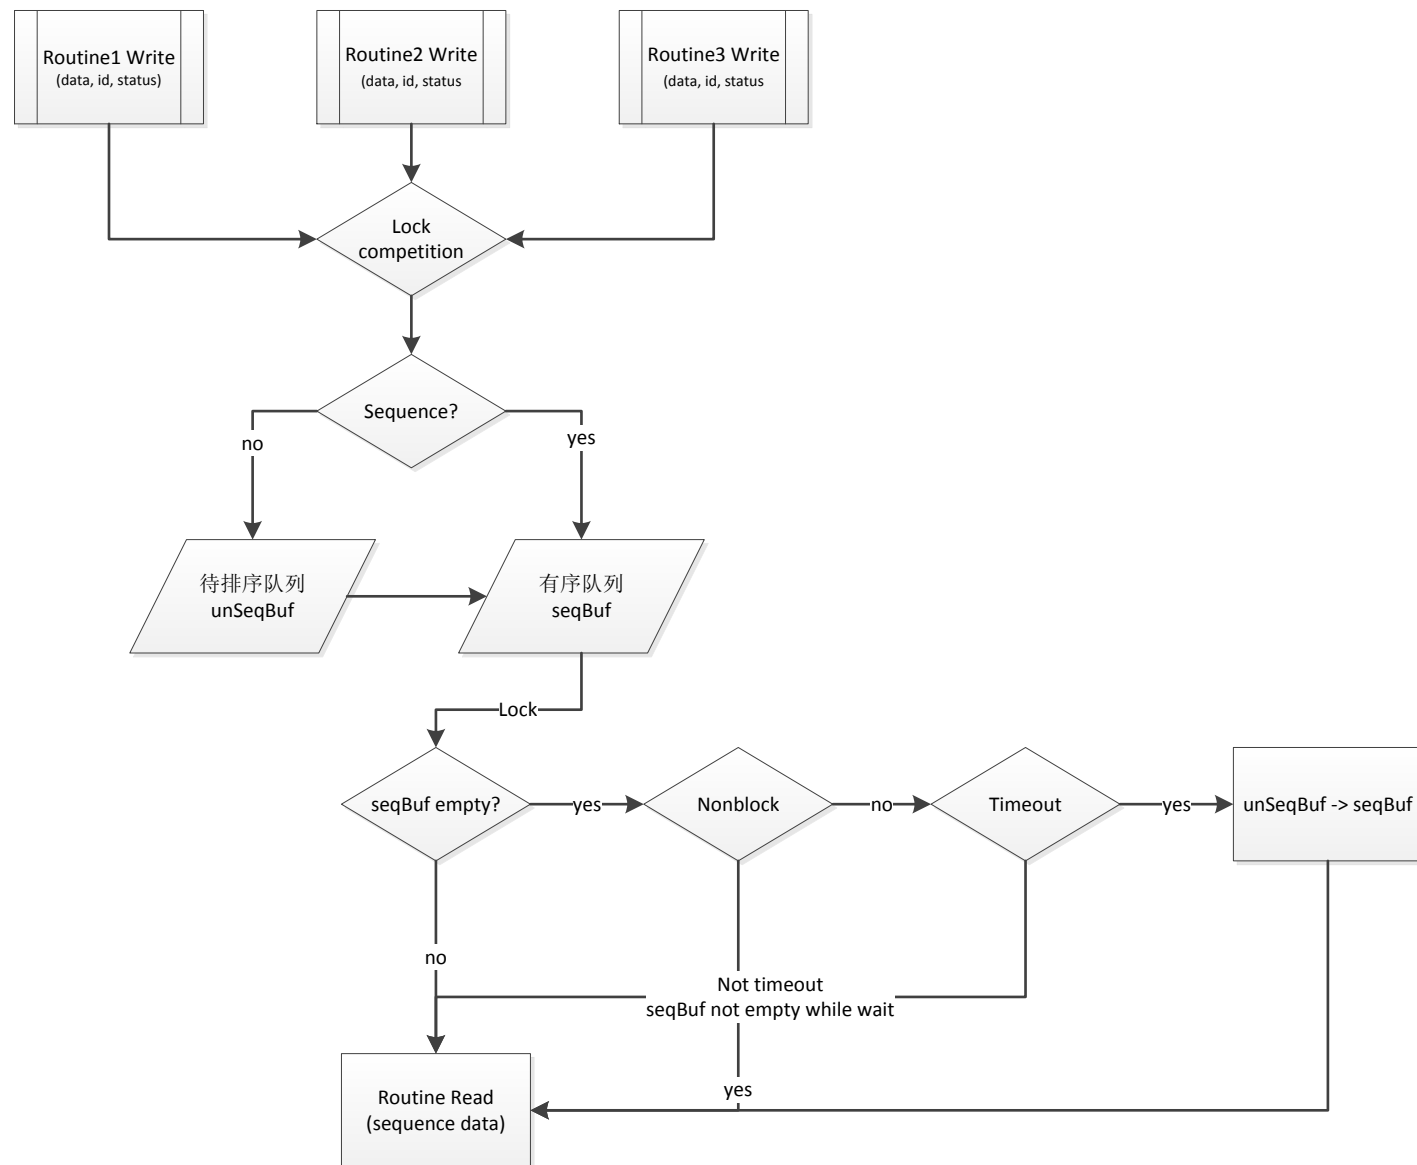 Routine1 Write
(data, id, status)
Routine2 Write
(data, id, status
Routine3 Write
(data, id, status
Lock
competition
Sequence?
no
yes
待排序队列
unSeqBuf
有序队列
seqBuf
Lock
seqBuf empty?
yes
Nonblock
no
Timeout
yes
unSeqBuf -> seqBuf
no
Not timeout
seqBuf not empty while wait
yes
Routine Read
(sequence data)